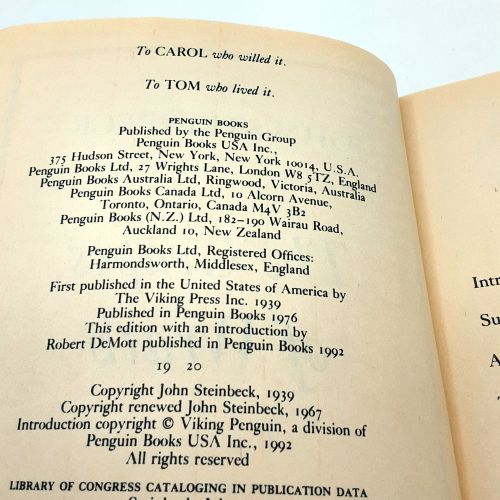 To CAROL who willed it.
To TOM who lived it.
PENGUIN BOOKS
Published by the Penguin Group
Penguin Books USA Inc.,
375 Hudson Street, New York, New York 10014, U.S.A.
Penguin Books Ltd, 27 Wrights Lane, London W8 5TZ, England
Penguin Books Australia Ltd, Ringwood, Victoria, Australia
Penguin Books Canada Ltd, 10 Alcorn Avenue,
Toronto, Ontario, Canada M4V 3B2
Penguin Books (N.Z.) Ltd, 182–190 Wairau Road,
Auckland 10, New Zealand
Penguin Books Ltd, Registered Offices:
Harmondsworth, Middlesex, England
First published in the United States of America by
The Viking Press Inc. 1939
Published in Penguin Books 1976
This edition with an introduction by
Robert DeMott published in Penguin Books 1992
19 20
Copyright John Steinbeck, 1939
Copyright renewed John Steinbeck, 1967
Introduction copyright © Viking Penguin, a division of
Penguin Books USA Inc., 1992
All rights reserved
LIBRARY OF CONGRESS CATALOGING IN PUBLICATION DATA
Intr
Su
A